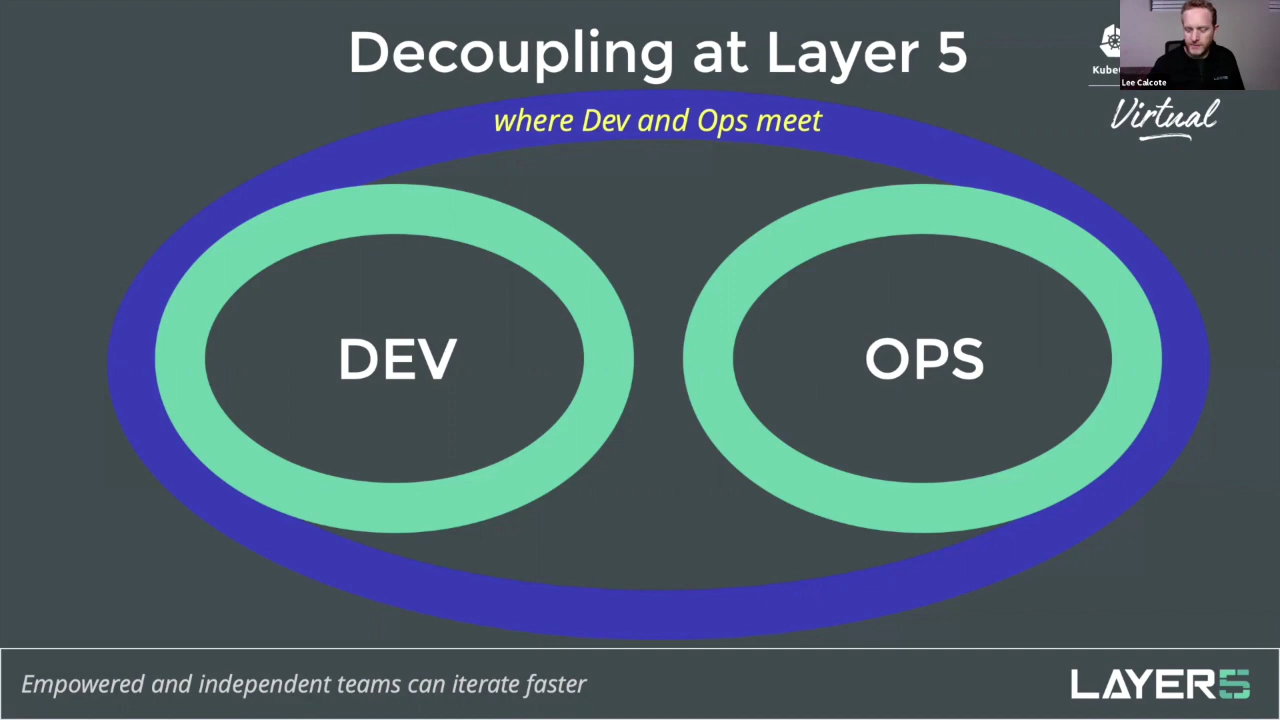 Decoupling at Layer 5
where Dev and Ops meet
Lee Calcote
Virtual
DEV
OPS
Empowered and independent teams can iterate faster
LAYER5